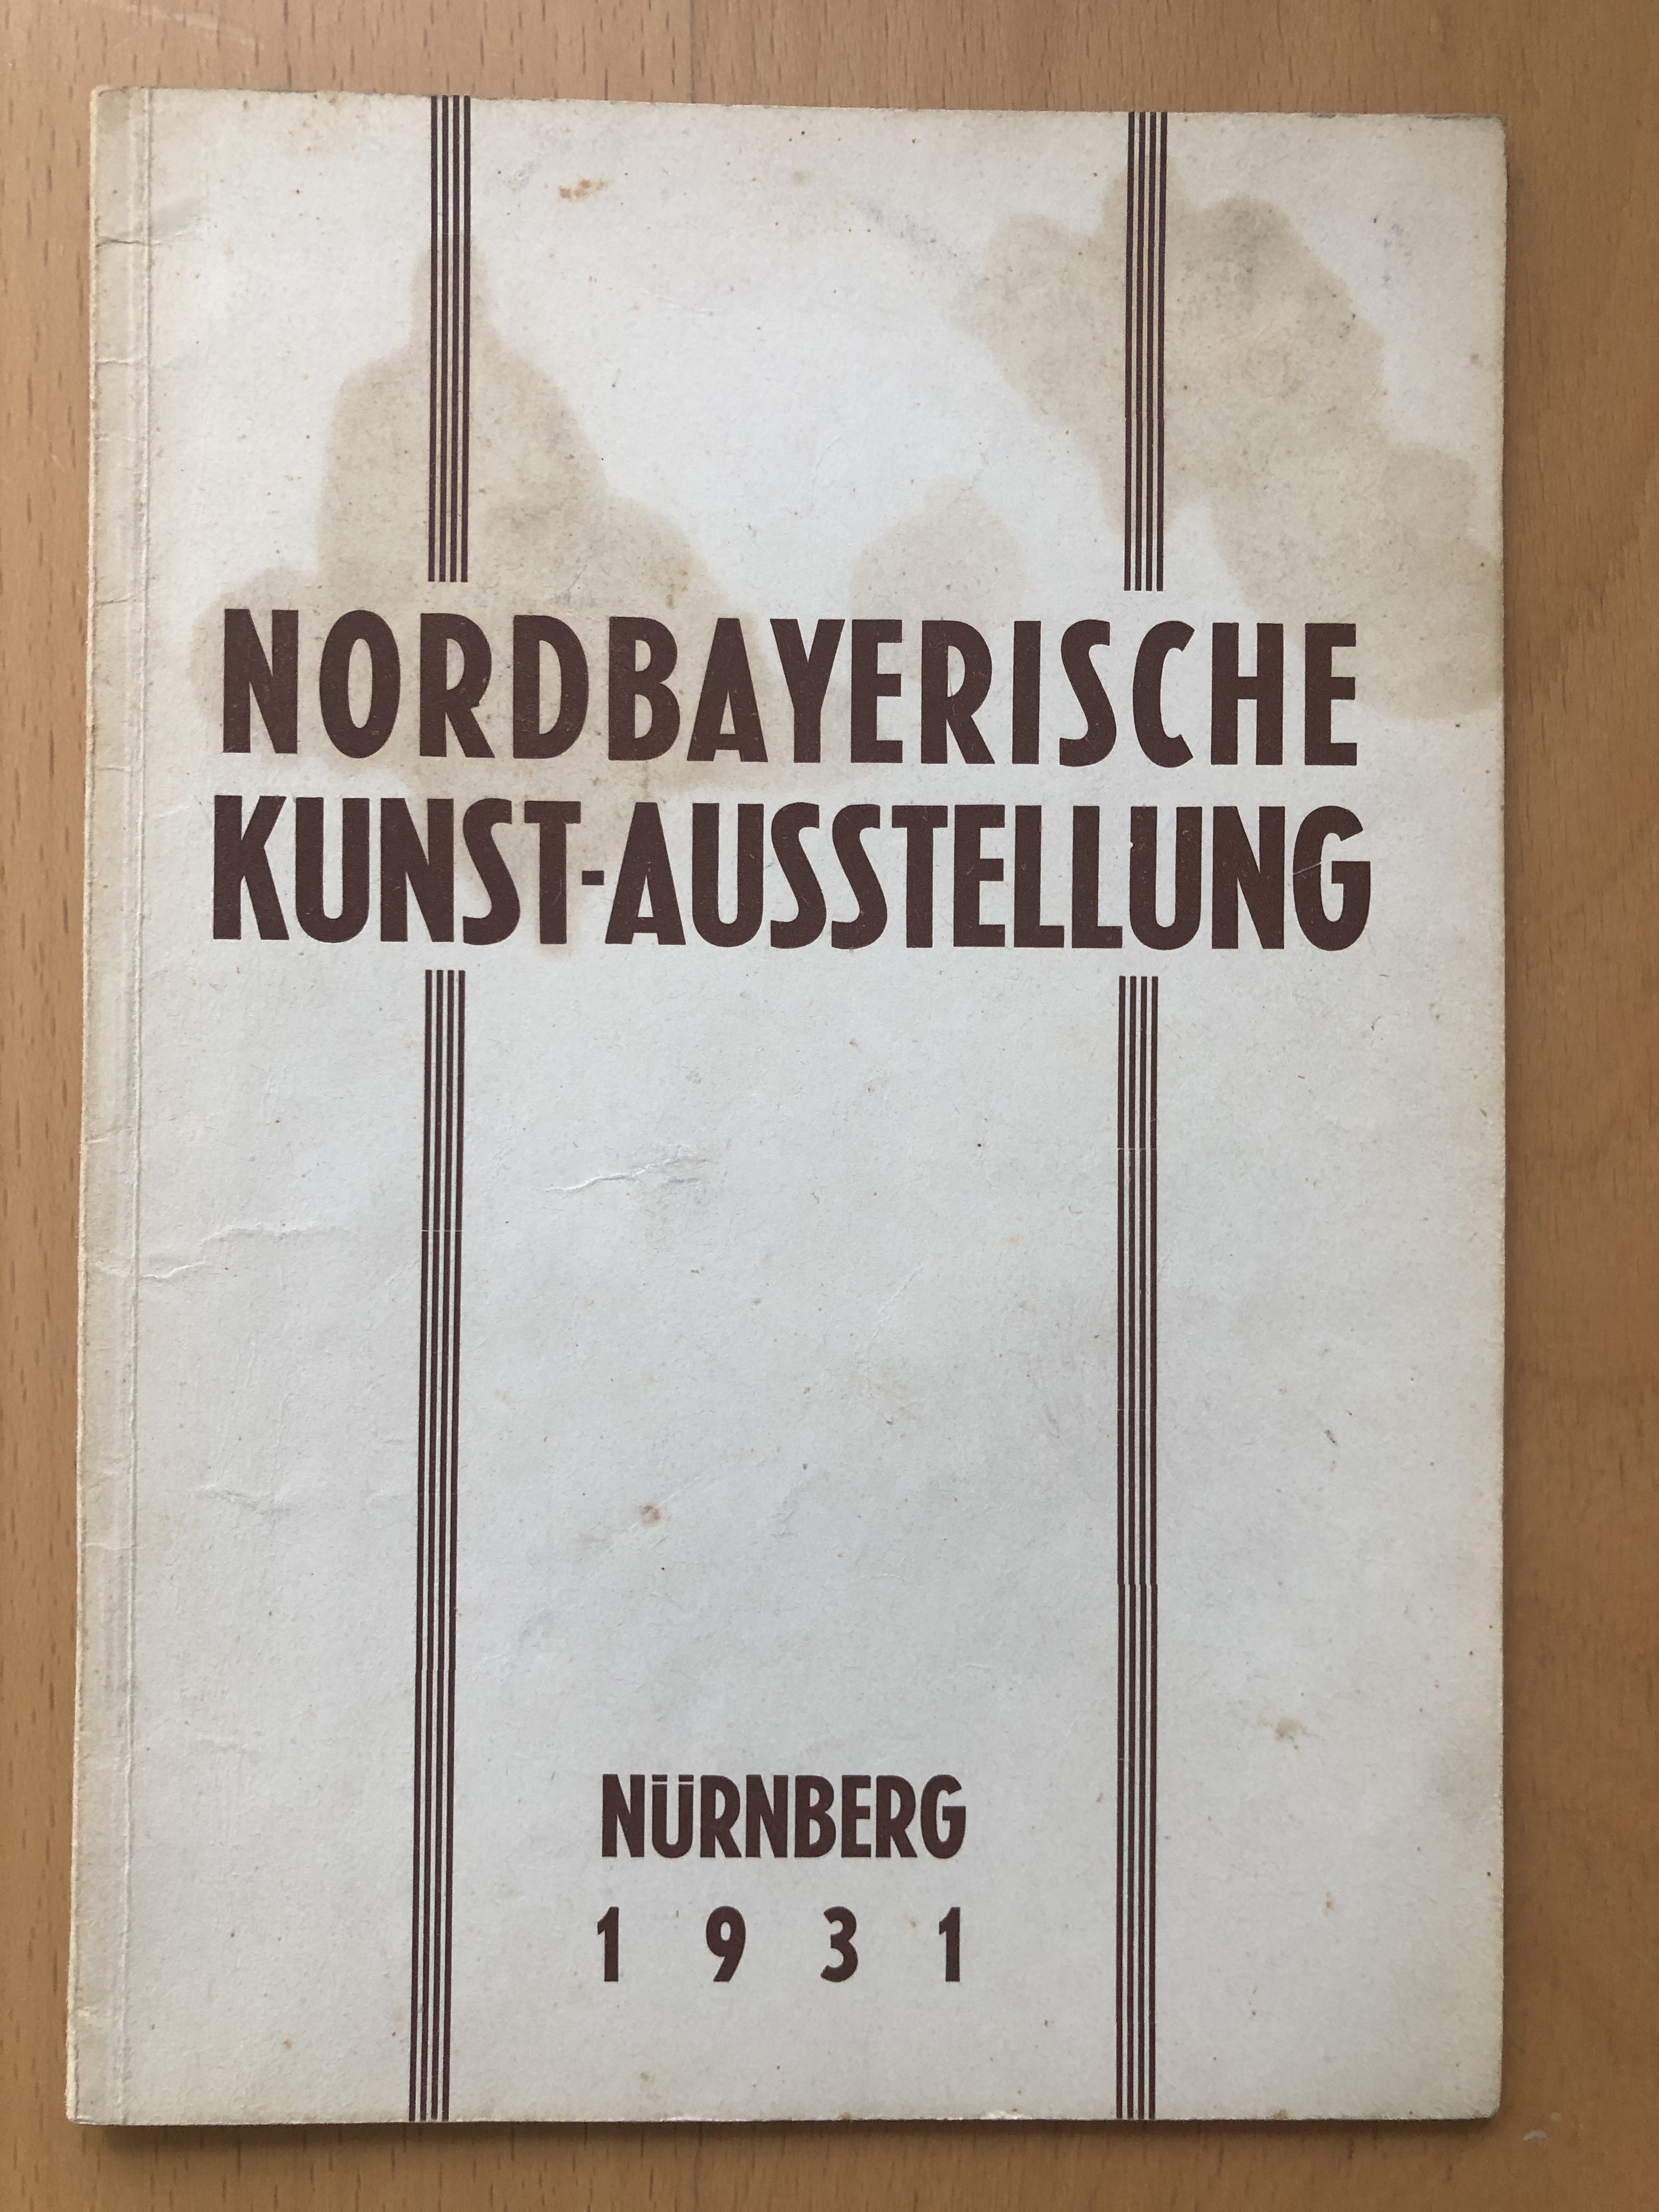 NORDBAYERISCHE
KUNST-AUSSTELLUNG
NÜRNBERG
1931